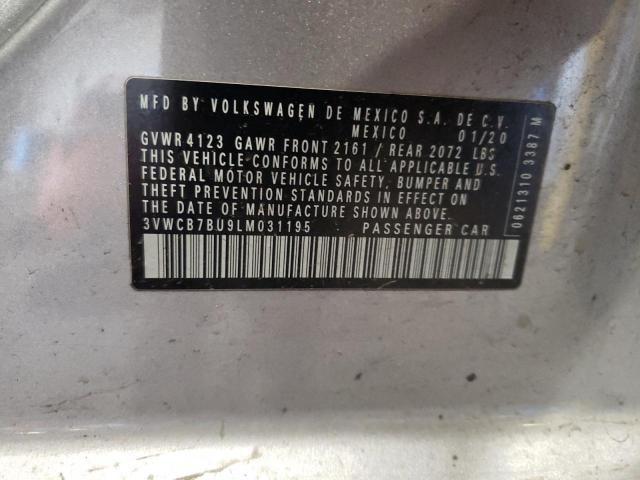 MFD BY VOLKSWAGEN DE MEXICO S.A. DE C.V.
MEXICO 01/20
GVWR 4123 GAWR FRONT 2161 / REAR 2072 LBS
THIS VEHICLE CONFORMS TO ALL APPLICABLE U.S.
FEDERAL MOTOR VEHICLE SAFETY, BUMPER AND
THEFT PREVENTION STANDARDS IN EFFECT ON
THE DATE OF MANUFACTURE SHOWN ABOVE.
3VWCB7BU9LM031195 PASSENGER CAR
0621310 3387 M